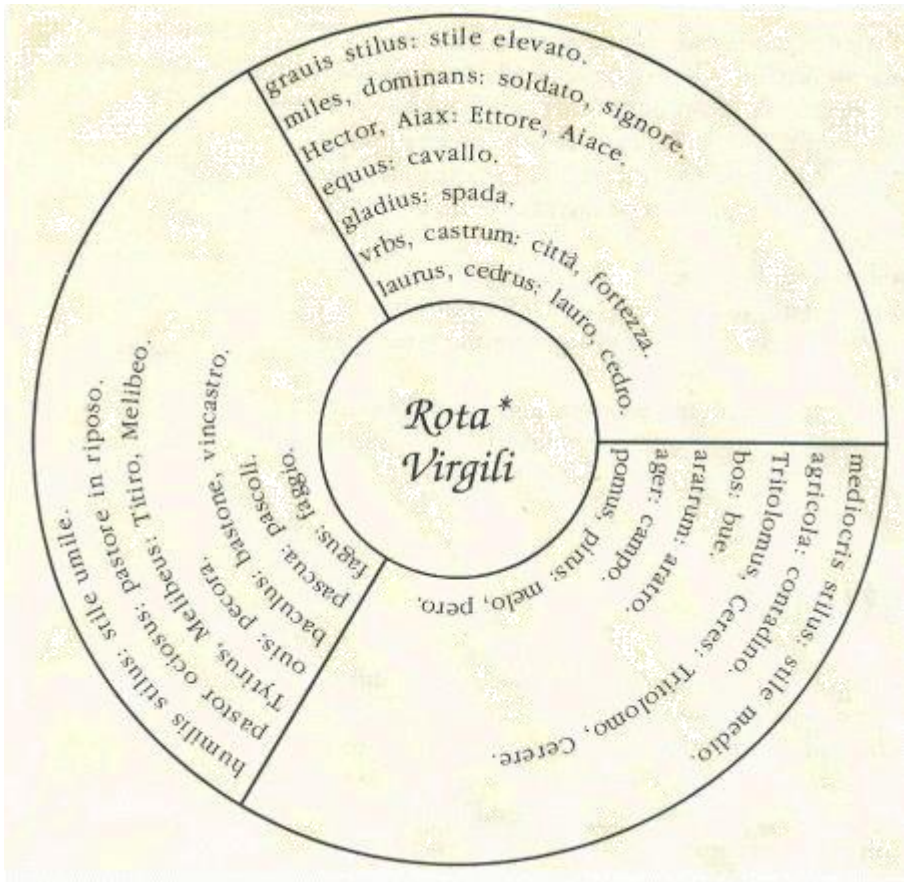 grauis stilus: stile elevato.
miles, dominans: soldato, signore.
Hector, Aiax: Ettore, Aiace.
equus: cavallo.
gladius: spada.
vrbs, castrum: città, fortezza.
laurus, cedrus: lauro, cedro.
mediocris stilus: stile medio.
agricola: contadino.
Tritolomus, Ceres: Tritolomo, Cerere.
bos: bue.
aratrum: aratro.
ager: campo.
pomus, pirus: melo, pero.
humilis stilus: stile umile.
pastor ociosus: pastore in riposo.
Tytirus, Melibeus: Titiro, Melibeo.
ouis: pecora.
baculus: bastone, vincastro.
pascua: pascoli.
fagus: faggio.
Rota*
Virgili